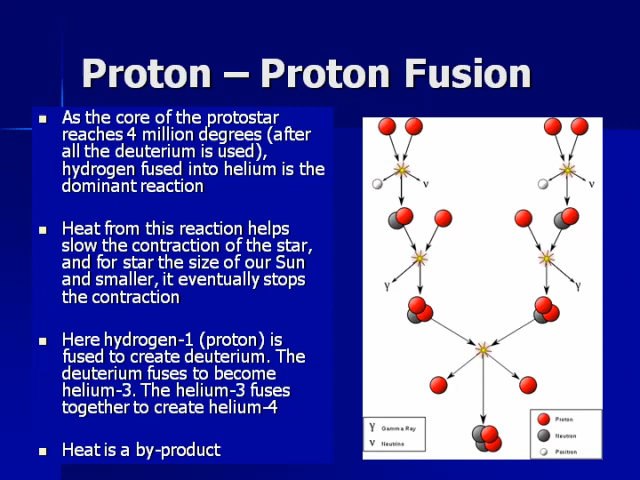 Proton – Proton Fusion
As the core of the protostar
reaches 4 million degrees (after
all the deuterium is used),
hydrogen fused into helium is the
dominant reaction
Heat from this reaction helps
slow the contraction of the star,
and for star the size of our Sun
and smaller, it eventually stops
the contraction
Here hydrogen-1 (proton) is
fused to create deuterium. The
deuterium fuses to become
helium-3. The helium-3 fuses
together to create helium-4
Heat is a by-product
ν
ν
γ
γ
γ Gamma Ray
ν Neutrino
Proton
Neutron
Positron